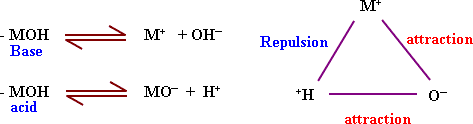 - MOH ⇌ M⁺ + OH⁻
Base
- MOH ⇌ MO⁻ + H⁺
acid
M⁺
Repulsion attraction
⁺H O⁻
attraction